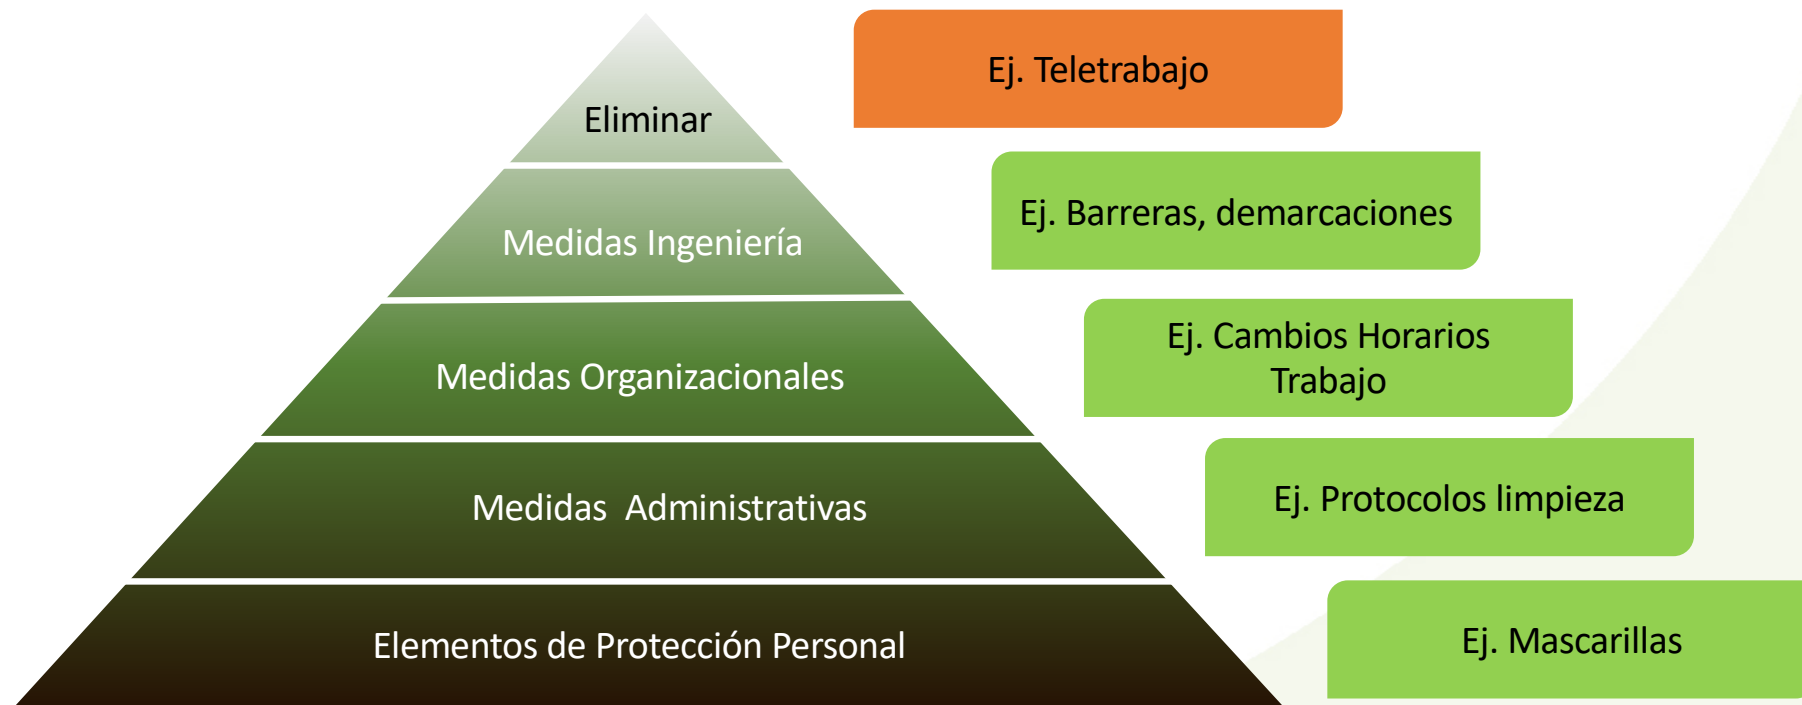 Eliminar
Ej. Teletrabajo
Medidas Ingeniería
Ej. Barreras, demarcaciones
Medidas Organizacionales
Ej. Cambios Horarios
Trabajo
Medidas  Administrativas
Ej. Protocolos limpieza
Elementos de Protección Personal
Ej. Mascarillas